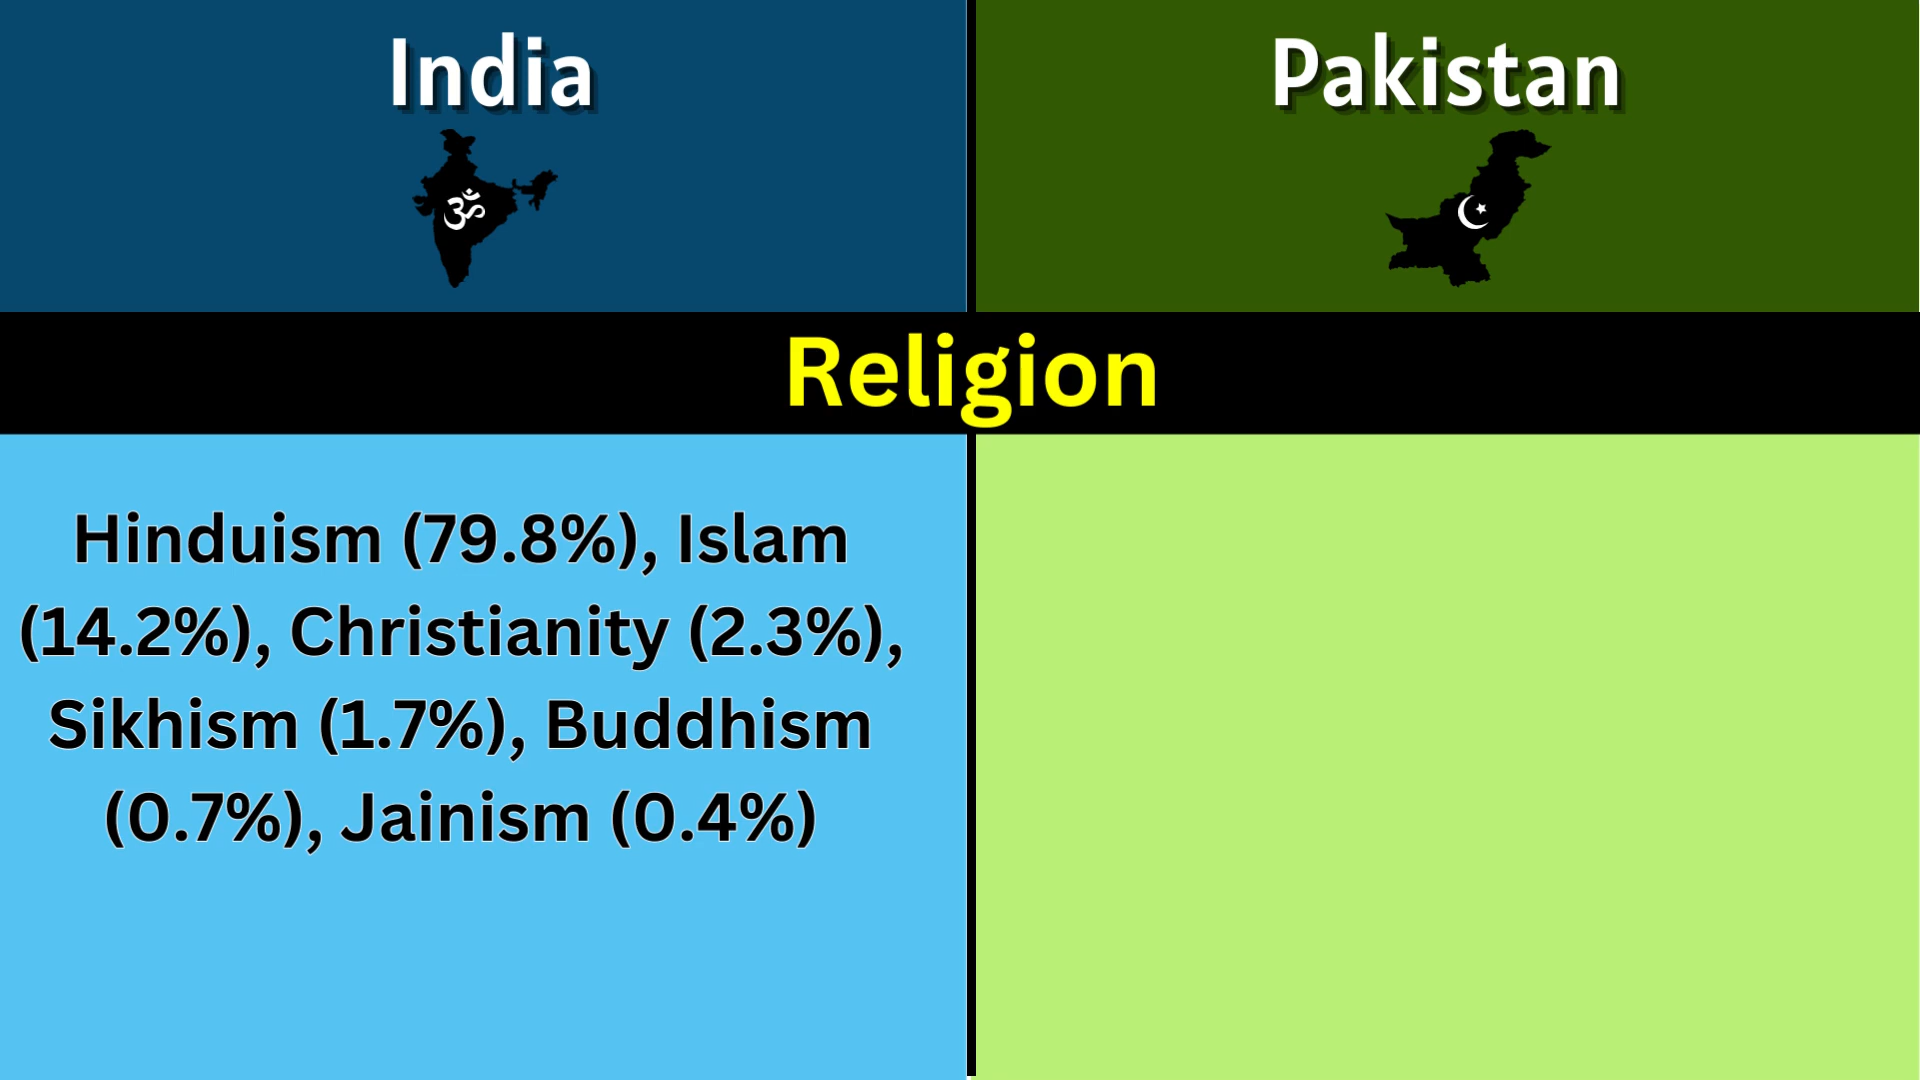 India
Pakistan
ॐ
Religion
Hinduism (79.8%), Islam
(14.2%), Christianity (2.3%),
Sikhism (1.7%), Buddhism
(0.7%), Jainism (0.4%)